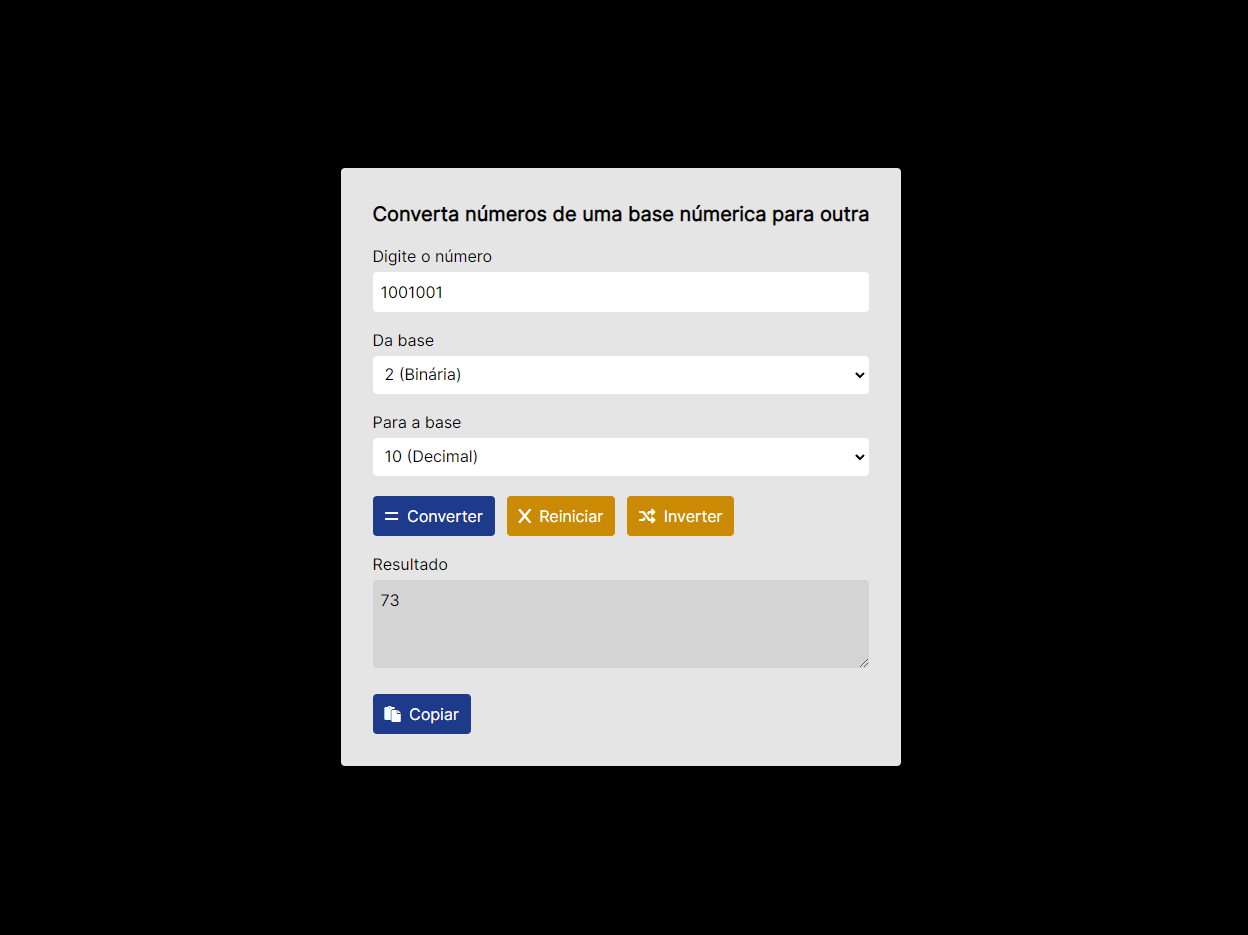 Converta números de uma base númerica para outra
Digite o número
1001001
Da base
2 (Binária)
Para a base
10 (Decimal)
Converter Reiniciar Inverter
Resultado
73
Copiar